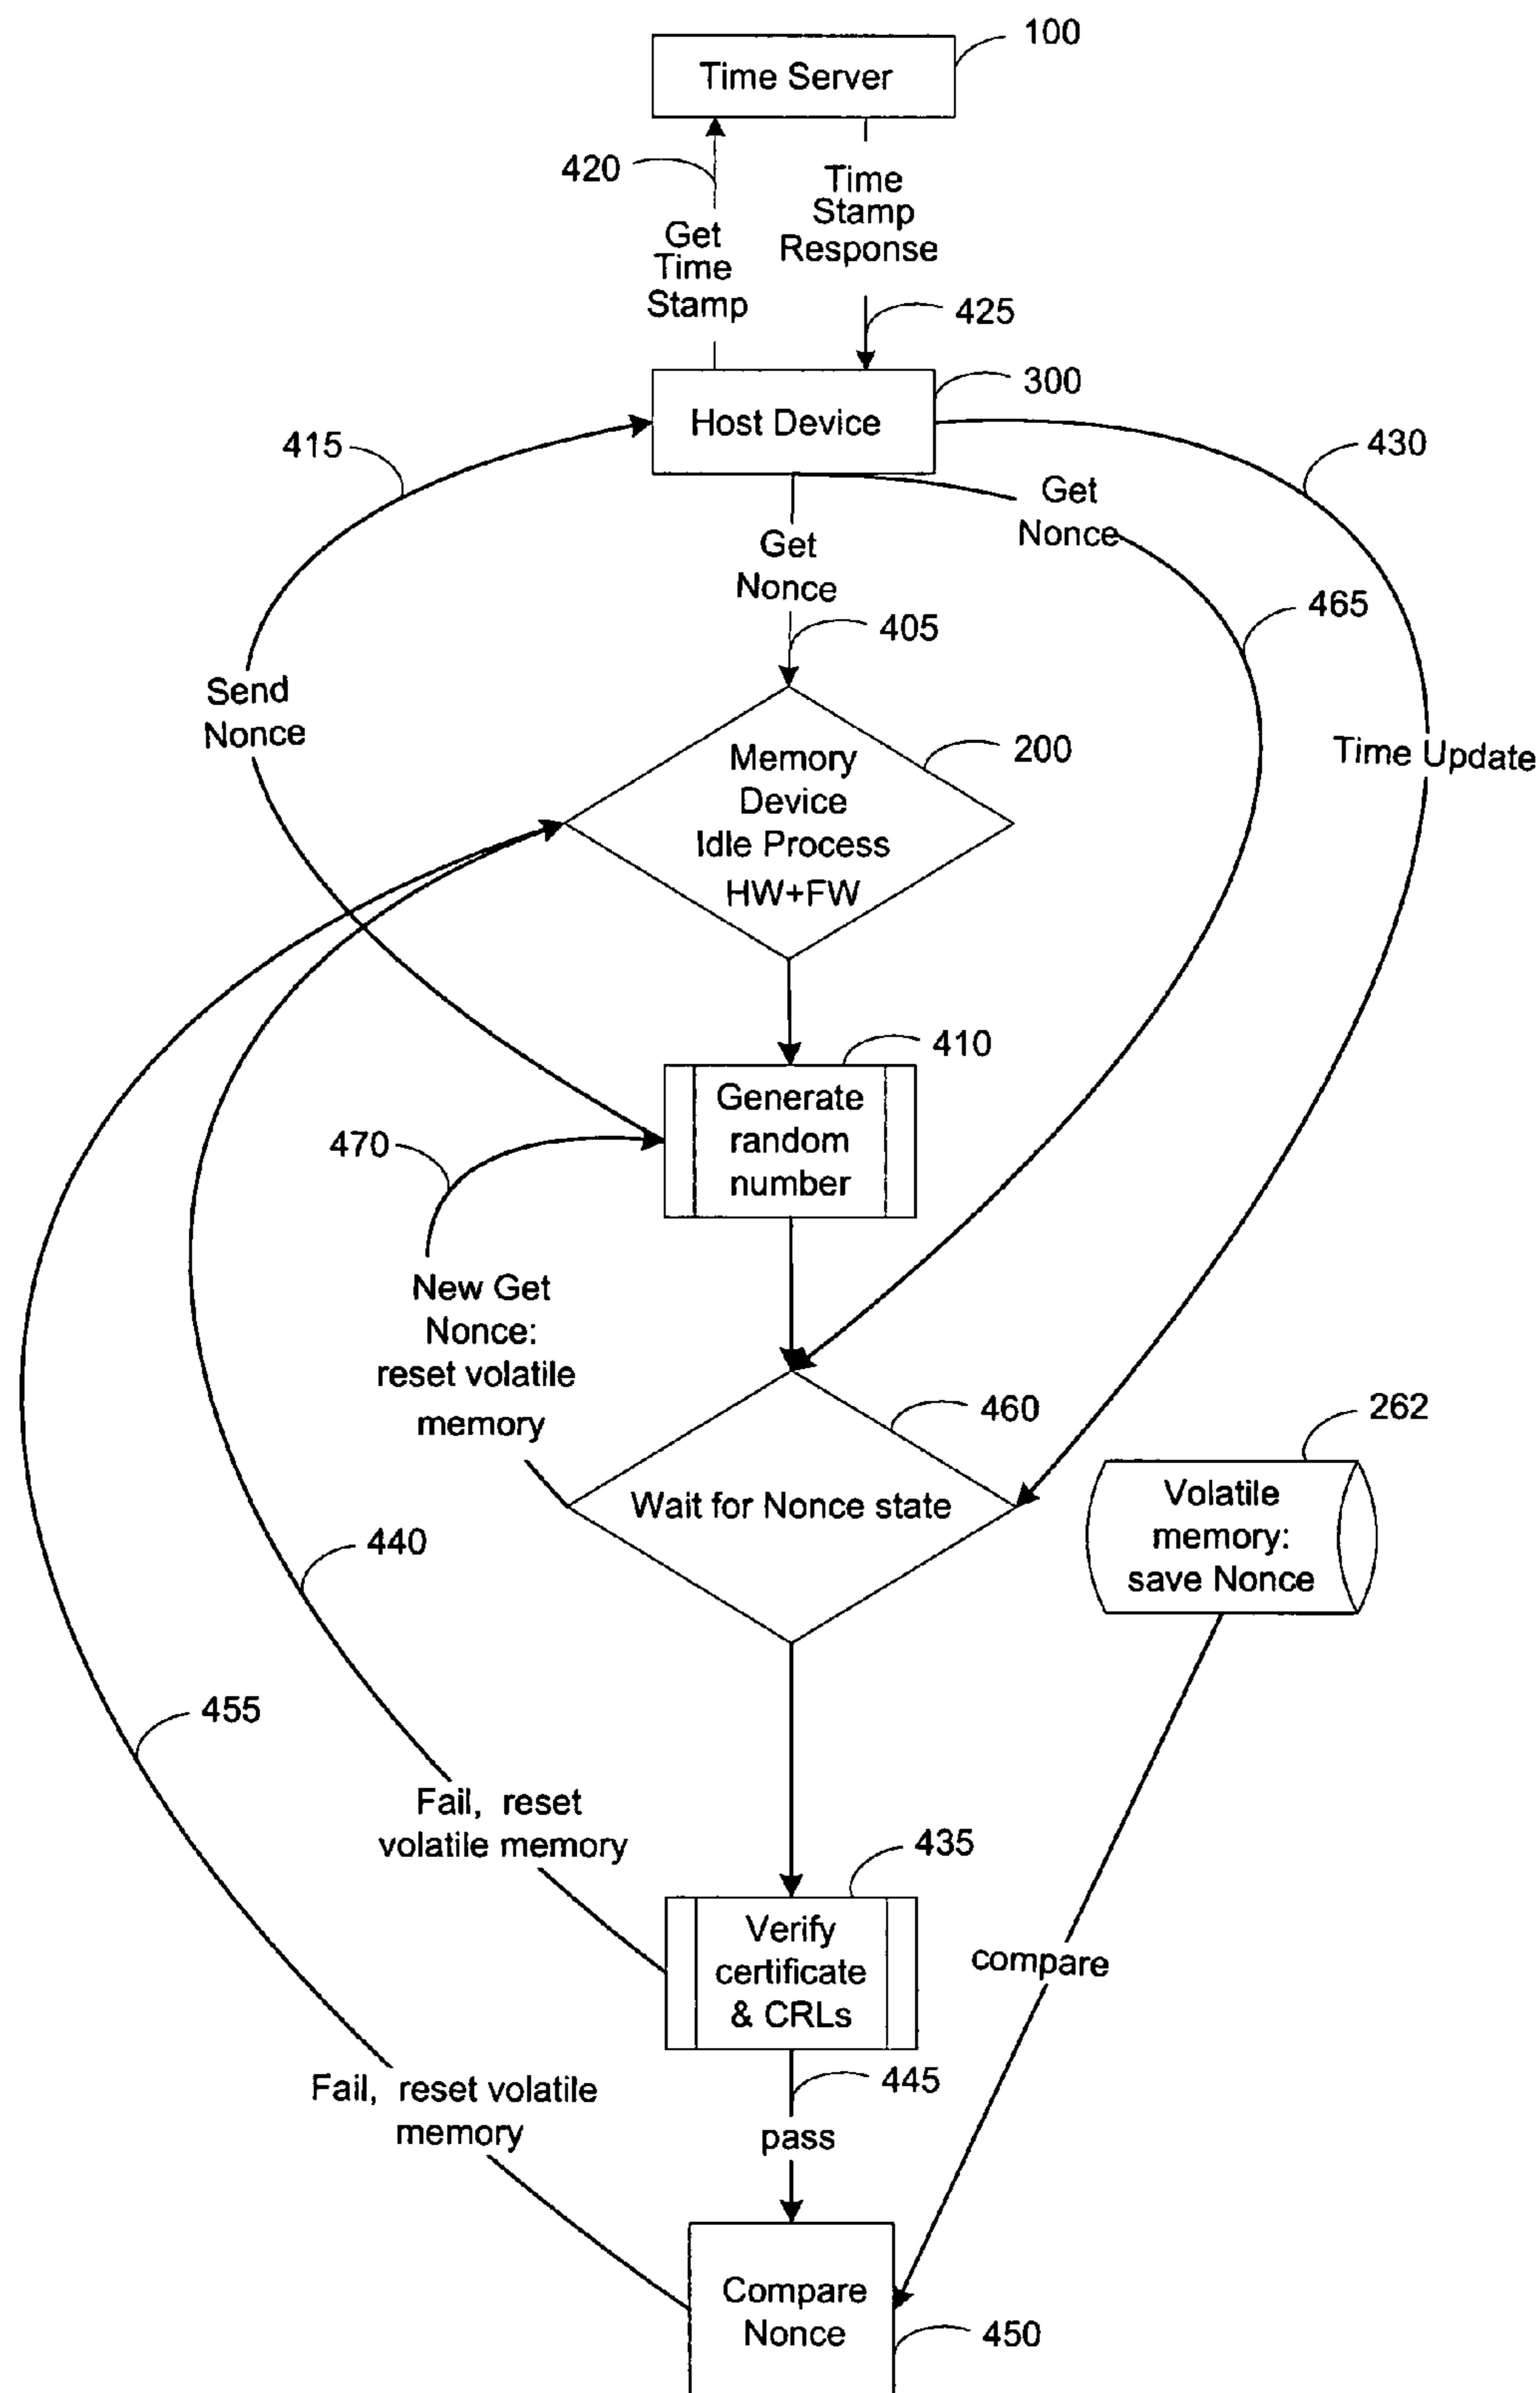 100
Time Server
420
Time
Stamp
Response
Get
Time
Stamp
425
300
Host Device
415
430
Get
Nonce
Get
Nonce
465
405
Send
Nonce
200
Memory
Device
Idle Process
HW+FW
Time Update
410
Generate
random
number
470
New Get
Nonce:
reset volatile
memory
460
262
Wait for Nonce state
Volatile
memory:
save Nonce
440
455
Fail, reset
volatile memory
435
Verify
certificate
& CRLs
compare
445
Fail, reset volatile
memory
pass
Compare
Nonce
450